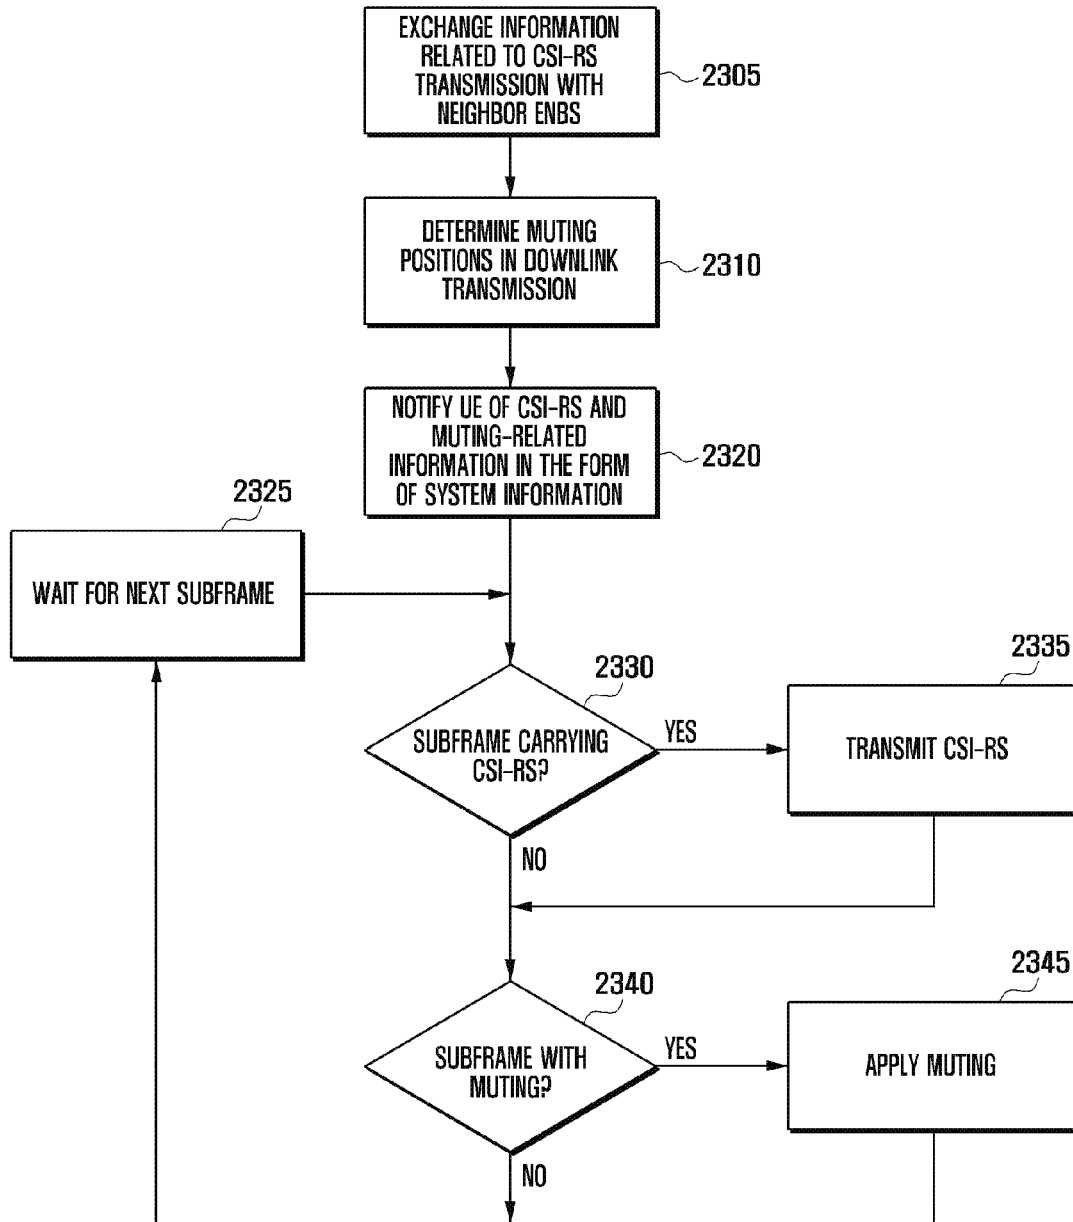 EXCHANGE INFORMATION
RELATED TO CSI-RS
TRANSMISSION WITH
NEIGHBOR ENBS
2305
DETERMINE MUTING
POSITIONS IN DOWNLINK
TRANSMISSION
2310
NOTIFY UE OF CSI-RS AND
MUTING-RELATED
INFORMATION IN THE FORM
OF SYSTEM INFORMATION
2320
2325
WAIT FOR NEXT SUBFRAME
2330
SUBFRAME CARRYING
CSI-RS?
YES
NO
2335
TRANSMIT CSI-RS
2340
SUBFRAME WITH
MUTING?
YES
NO
2345
APPLY MUTING